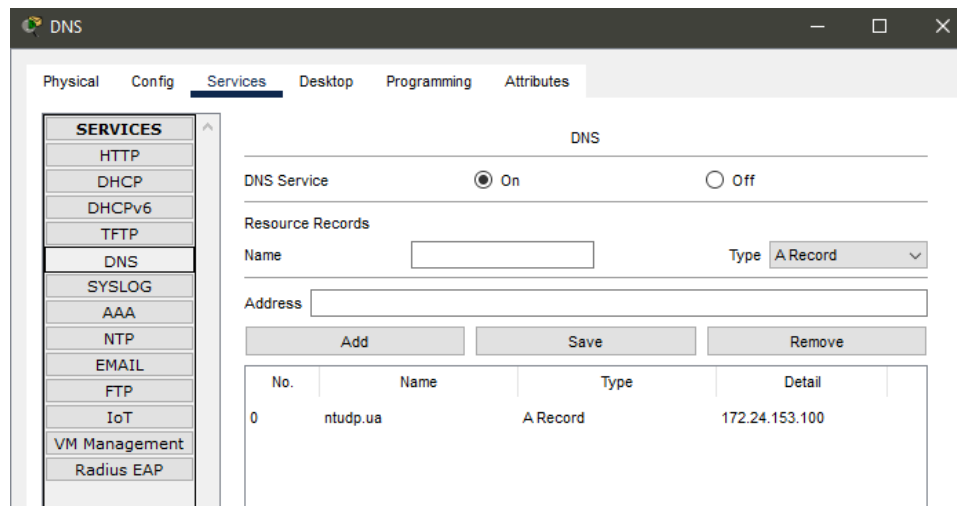 DNS
Physical Config Services Desktop Programming Attributes
SERVICES
HTTP
DHCP
DHCPv6
TFTP
DNS
SYSLOG
AAA
NTP
EMAIL
FTP
IoT
VM Management
Radius EAP
DNS
DNS Service On Off
Resource Records
Name Type A Record
Address
Add Save Remove
No. Name Type Detail
0 ntudp.ua A Record 172.24.153.100